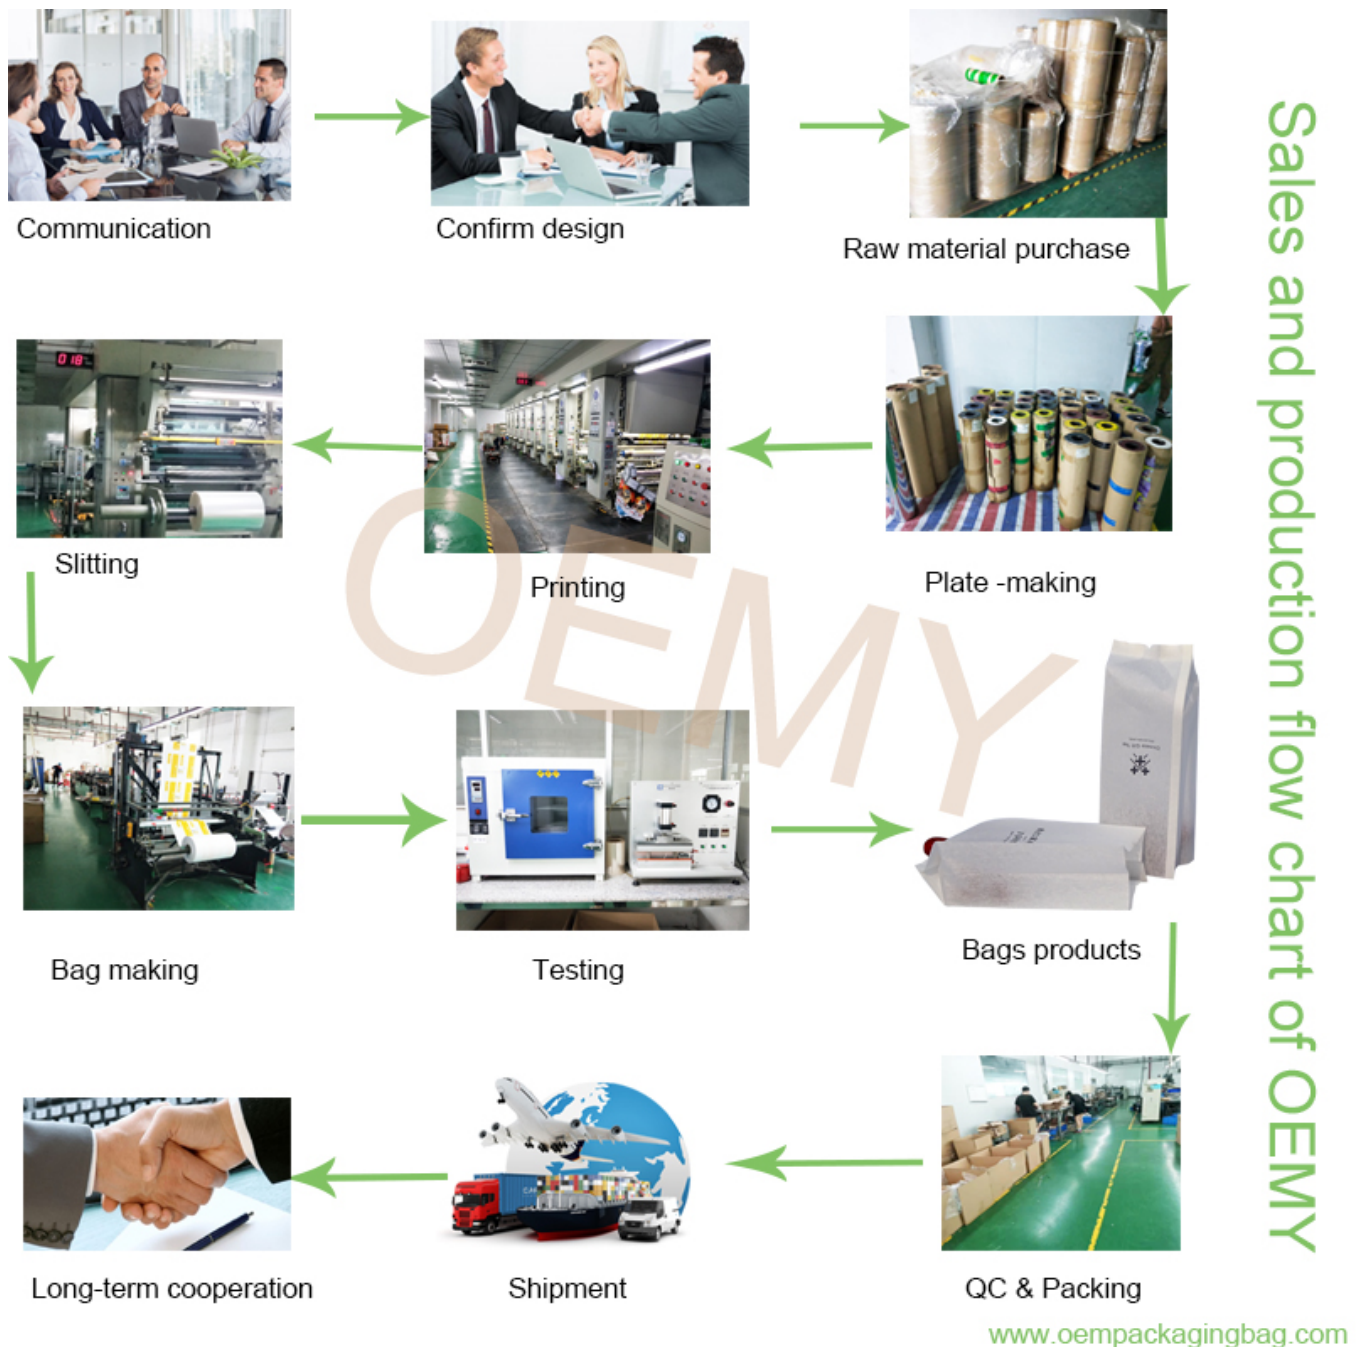 Communication
Confirm design
Raw material purchase
Sales and production flow chart of OEMY
018
Slitting
Printing
Plate -making
OEMY
Bag making
Testing
Bags products
Long-term cooperation
Shipment
QC & Packing
www.oempackagingbag.com